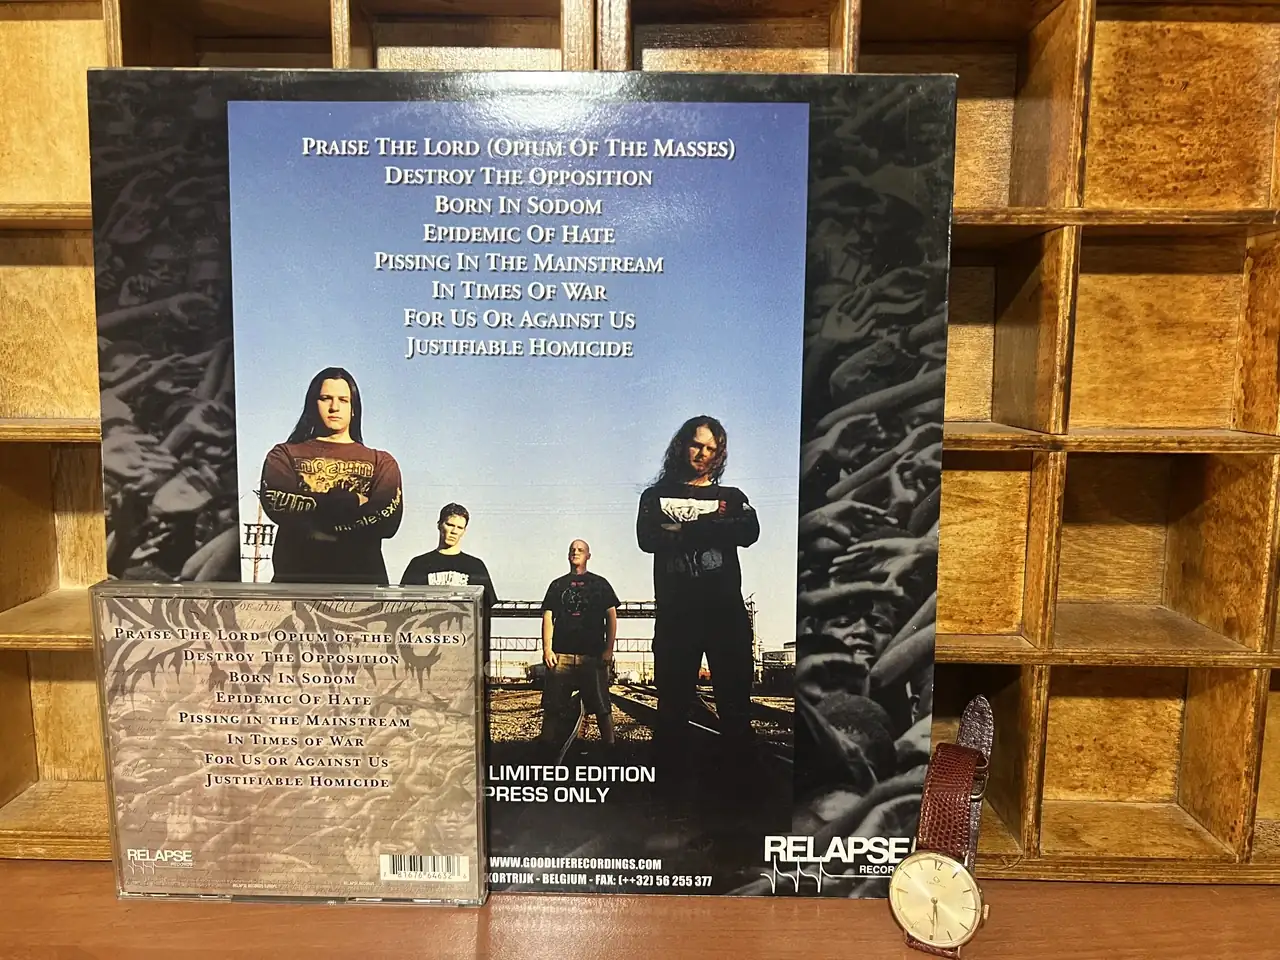 PRAISE THE LORD (OPIUM OF THE MASSES)
DESTROY THE OPPOSITION
BORN IN SODOM
EPIDEMIC OF HATE
PISSING IN THE MAINSTREAM
IN TIMES OF WAR
FOR US OR AGAINST US
JUSTIFIABLE HOMICIDE
LIMITED EDITION
PRESS ONLY
WWW.GOODLIFERECORDINGS.COM
KORTRIJK - BELGIUM - FAX: (++32) 56 255 377
RELAPSE
RECOR
PRAISE THE LORD (OPIUM OF THE MASSES)
DESTROY THE OPPOSITION
BORN IN SODOM
EPIDEMIC OF HATE
PISSING IN THE MAINSTREAM
IN TIMES OF WAR
FOR US OR AGAINST US
JUSTIFIABLE HOMICIDE
RELAPSE
RECORDS
12